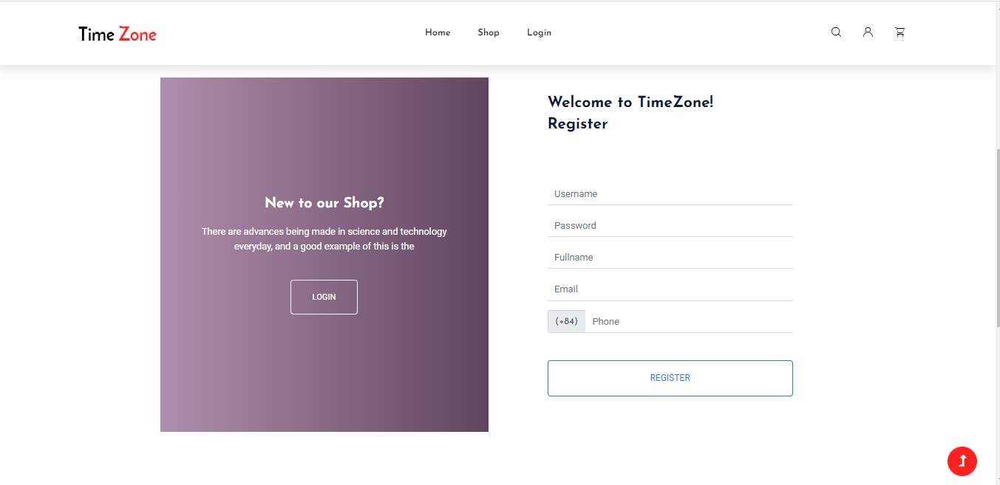 Time Zone
Home Shop Login
New to our Shop?
There are advances being made in science and technology
everyday, and a good example of this is the
LOGIN
Welcome to TimeZone!
Register
Username
Password
Fullname
Email
(+84) Phone
REGISTER